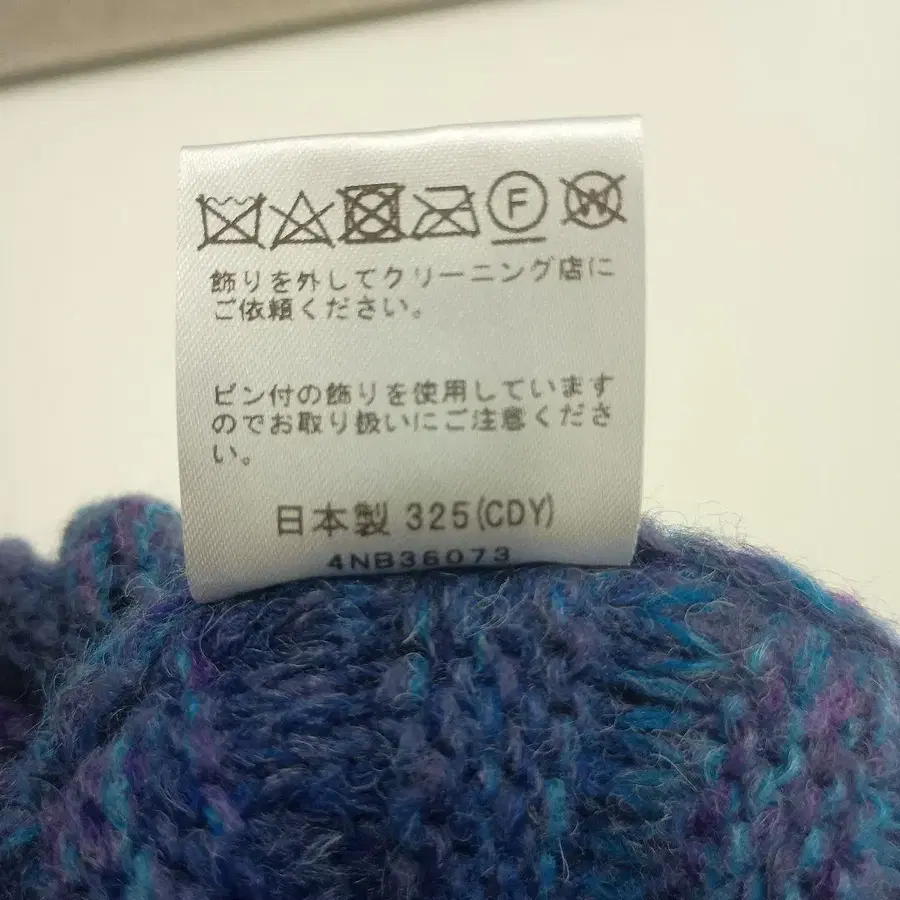 F W
飾りを外してクリーニング店に
ご依頼ください。
ピン付の飾りを使用しています
のでお取り扱いにご注意くださ
い。
日本製 325(CDY)
4NB36073